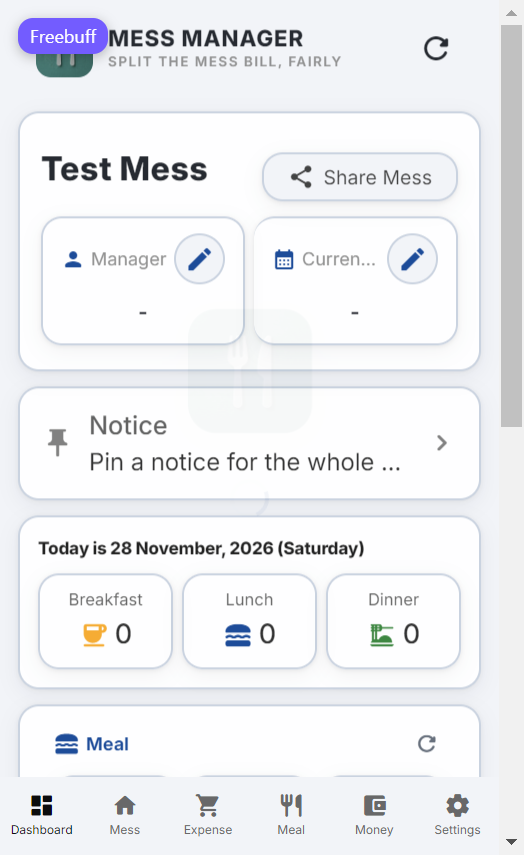 Freebuff
MESS MANAGER
SPLIT THE MESS BILL, FAIRLY
Test Mess
Share Mess
Manager
Curren...
-
-
Notice
Pin a notice for the whole ...
Today is 28 November, 2026 (Saturday)
Breakfast
Lunch
Dinner
0
0
0
Meal
Dashboard
Mess
Expense
Meal
Money
Settings